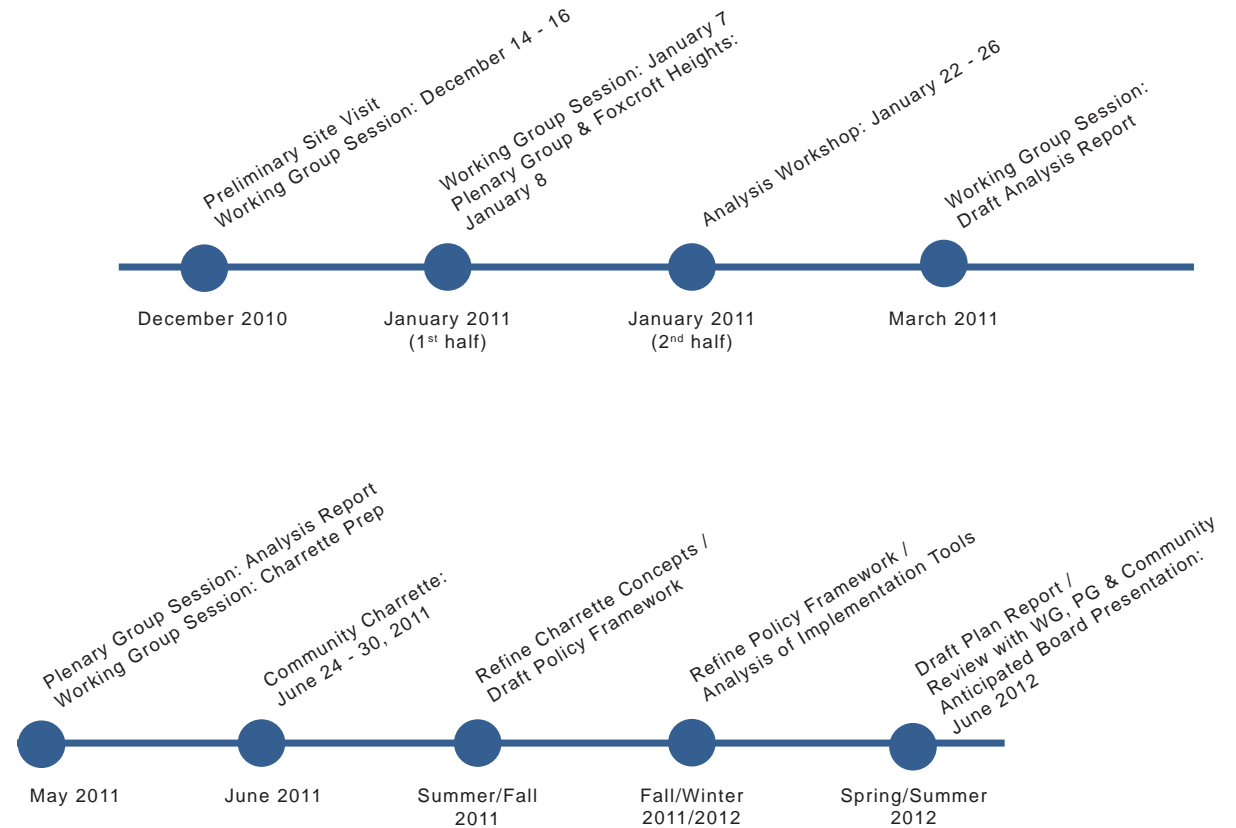 Preliminary Site Visit
Working Group Session: December 14 - 16
Working Group Session: January 7
Plenary Group & Foxcroft Heights:
January 8
Analysis Workshop: January 22 - 26
Working Group Session:
Draft Analysis Report
December 2010
January 2011
(1st half)
January 2011
(2nd half)
March 2011
Plenary Group Session: Analysis Report
Working Group Session: Charrette Prep
Community Charrette:
June 24 - 30, 2011
Refine Charrette Concepts /
Draft Policy Framework
Refine Policy Framework /
Analysis of Implementation Tools
Draft Plan Report /
Review with WG, PG & Community
Anticipated Board Presentation:
June 2012
May 2011
June 2011
Summer/Fall
2011
Fall/Winter
2011/2012
Spring/Summer
2012